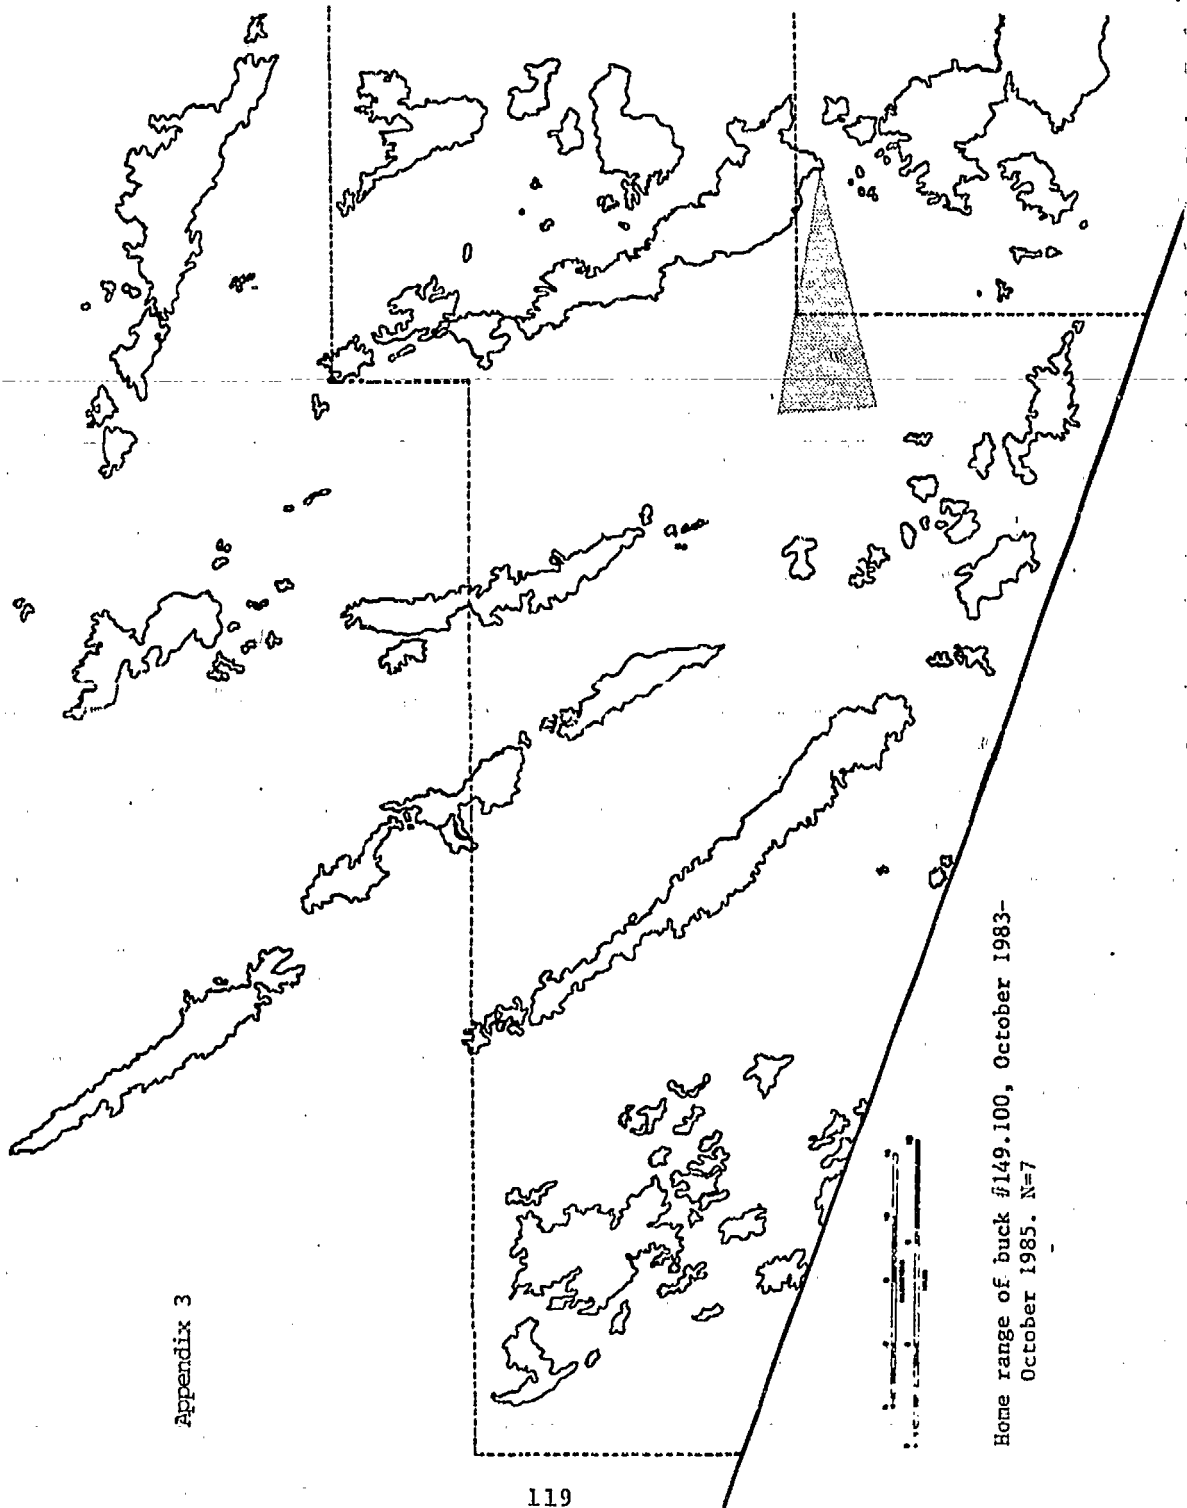 Appendix 3
Home range of buck #149.100, October 1983-
October 1985. N=7
119